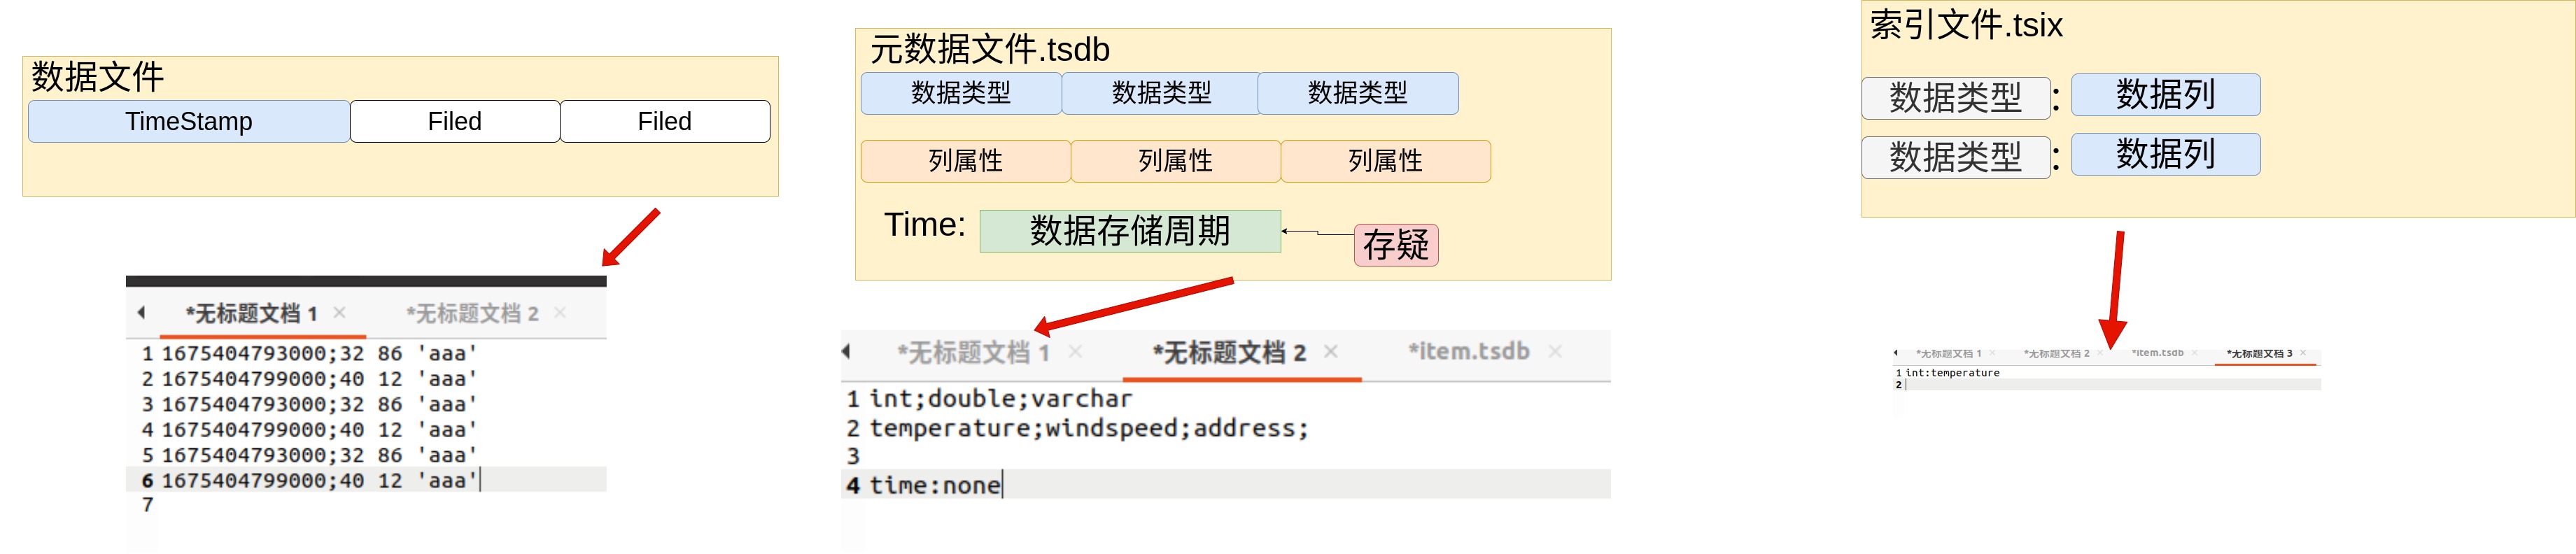 数据文件
TimeStamp Filed Filed
*无标题文档 1 × *无标题文档 2 ×
1 1675404793000;32 86 'aaa'
2 1675404799000;40 12 'aaa'
3 1675404793000;32 86 'aaa'
4 1675404799000;40 12 'aaa'
5 1675404793000;32 86 'aaa'
6 1675404799000;40 12 'aaa'
7
元数据文件.tsdb
数据类型 数据类型 数据类型
列属性 列属性 列属性
Time: 数据存储周期
存疑
*无标题文档 1 × *无标题文档 2 × *item.tsdb ×
1 int;double;varchar
2 temperature;windspeed;address;
3
4 time:none
索引文件.tsix
数据类型 : 数据列
数据类型 : 数据列
*无标题文档 1 × *无标题文档 2 × *item.tsdb × *无标题文档 3 ×
1 int:temperature
2